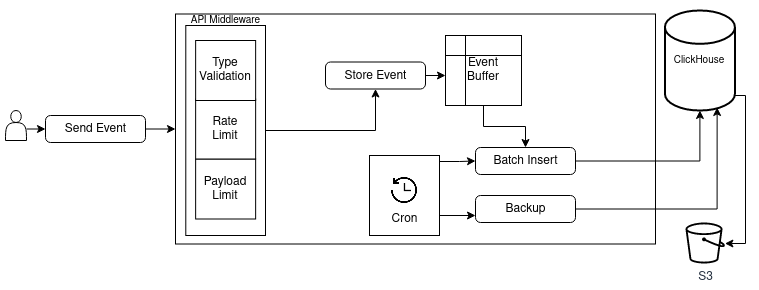 API Middleware
Send Event
Type
Validation
Rate
Limit
Payload
Limit
Store Event
Event
Buffer
ClickHouse
Batch Insert
Cron
Backup
S3